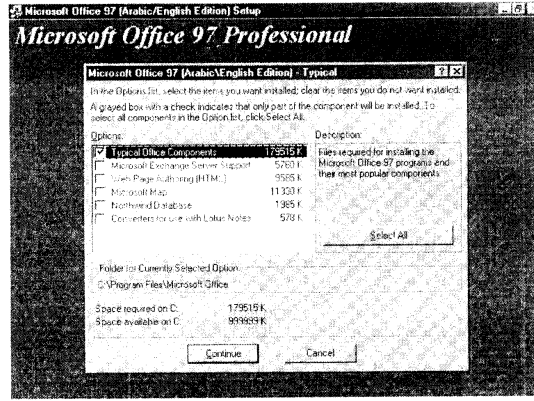 Microsoft Office 97 (Arabic/English Edition) Setup
Microsoft Office 97 Professional
Microsoft Office 97 (Arabic\English Edition) - Typical
In the Options list, select the items you want installed; clear the items you do not want installed.
A grayed box with a check indicates that only part of the component will be installed. To
select all components in the Option list, click Select All.
Options:
Typical Office Components 179515 K
Microsoft Exchange Server Support 5760 K
Web Page Authoring (HTML) 9585 K
Microsoft Map 11330 K
Northwind Database 1385 K
Converters for use with Lotus Notes 578 K
Description:
Files required for installing the
Microsoft Office 97 programs and
their most popular components
Select All
Folder for Currently Selected Option:
C:\Program Files\Microsoft Office
Space required on C: 179515 K
Space available on C: 999999 K
Continue
Cancel